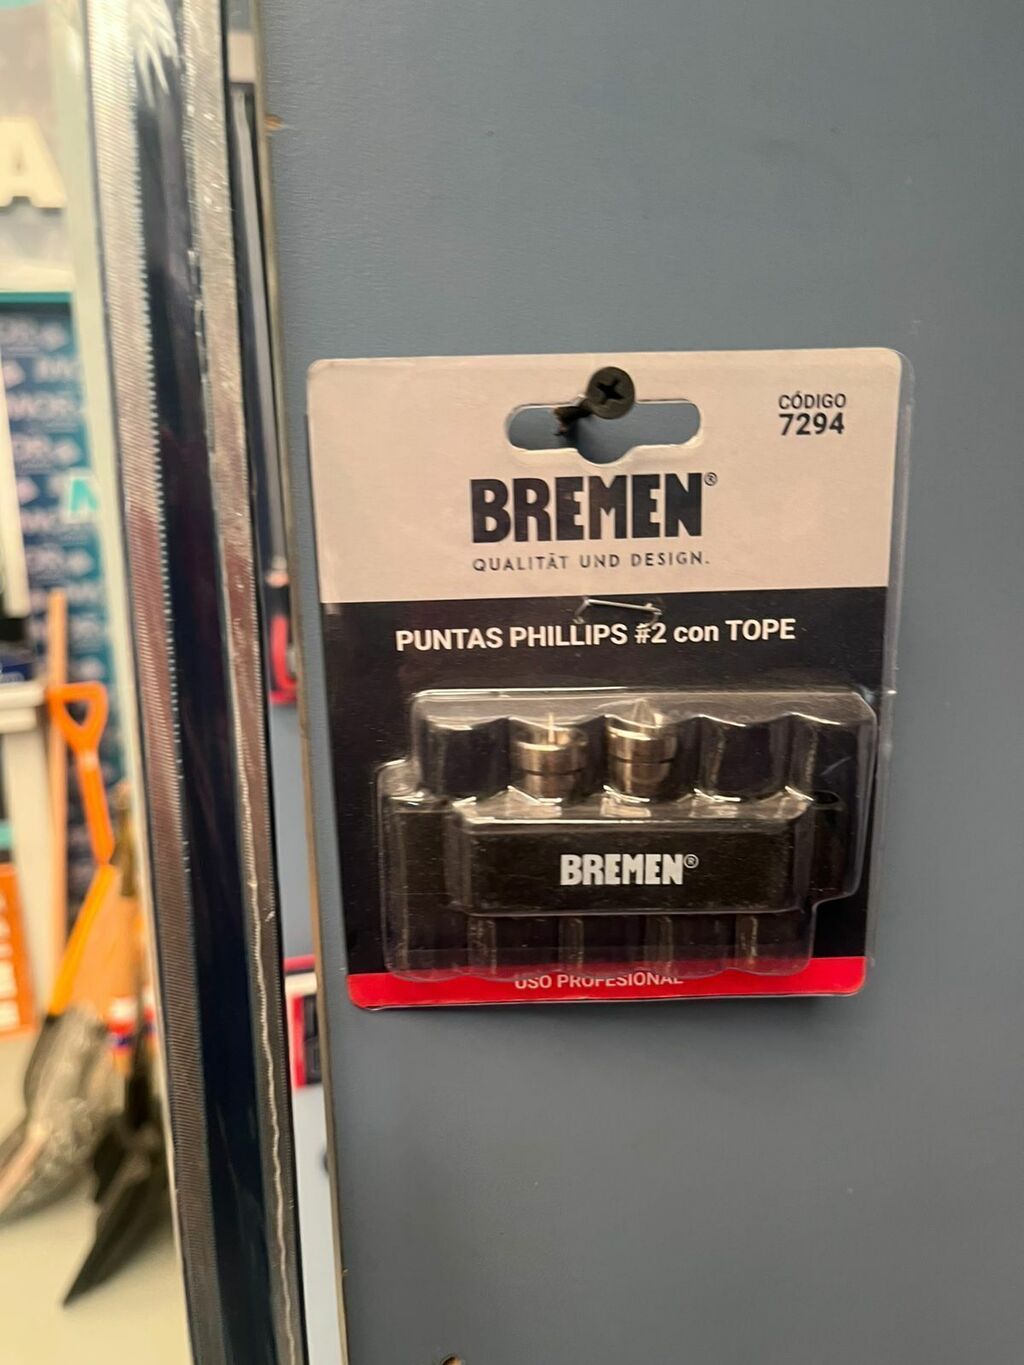 CÓDIGO
7294
BREMEN®
QUALITÄT UND DESIGN.
PUNTAS PHILLIPS #2 con TOPE
BREMEN®
USO PROFESIONAL
A